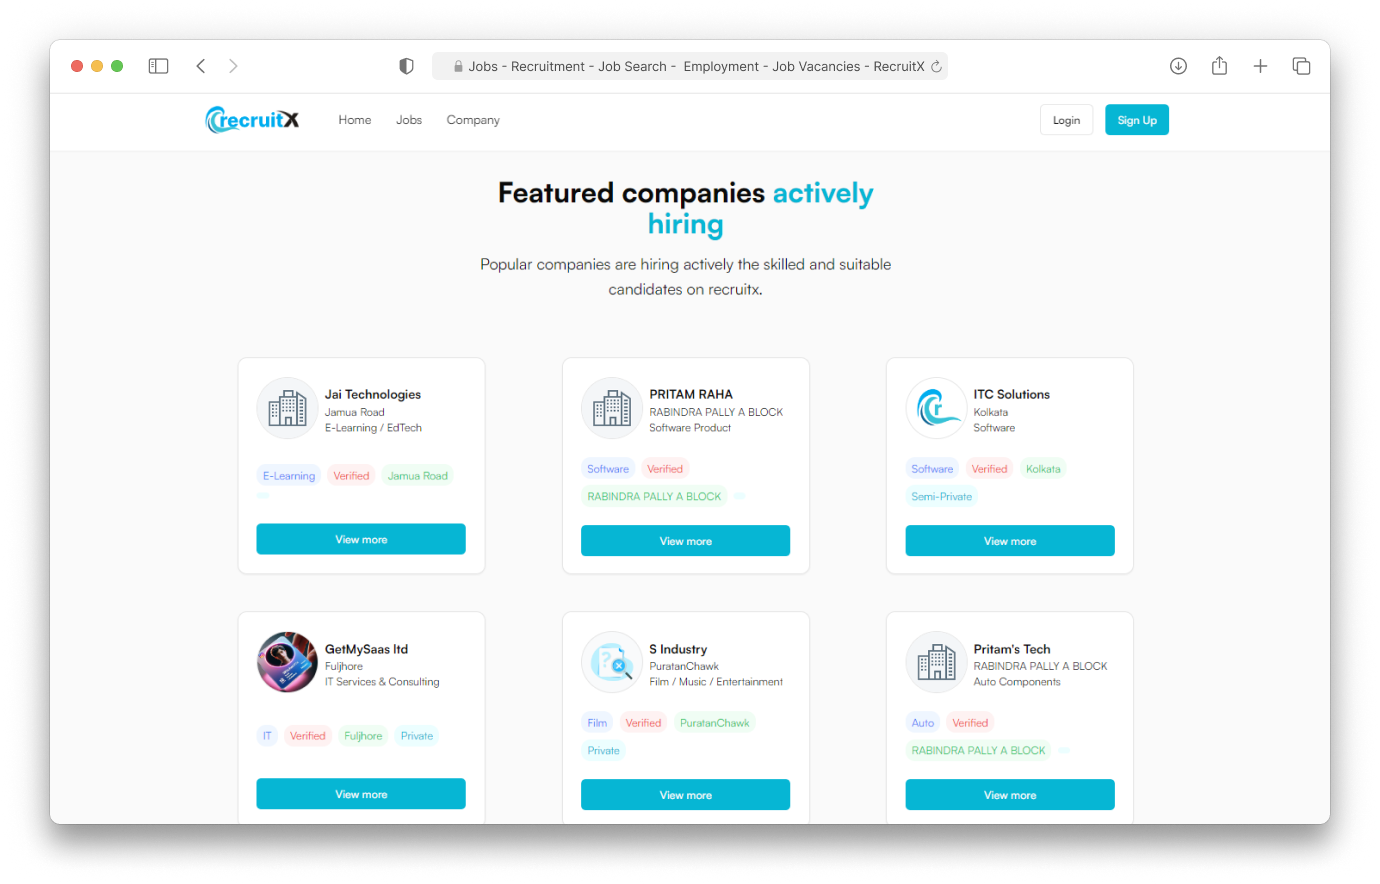 Jobs - Recruitment - Job Search - Employment - Job Vacancies - RecruitX
recruitX
Home
Jobs
Company
Login
Sign Up
Featured companies actively
hiring
Popular companies are hiring actively the skilled and suitable
candidates on recruitx.
Jai Technologies
Jamua Road
E-Learning / EdTech
E-Learning
Verified
Jamua Road
View more
PRITAM RAHA
RABINDRA PALLY A BLOCK
Software Product
Software
Verified
RABINDRA PALLY A BLOCK
View more
ITC Solutions
Kolkata
Software
Software
Verified
Kolkata
Semi-Private
View more
GetMySaas ltd
Fuljhore
IT Services & Consulting
IT
Verified
Fuljhore
Private
View more
S Industry
PuratanChawk
Film / Music / Entertainment
Film
Verified
PuratanChawk
Private
View more
Pritam's Tech
RABINDRA PALLY A BLOCK
Auto Components
Auto
Verified
RABINDRA PALLY A BLOCK
View more